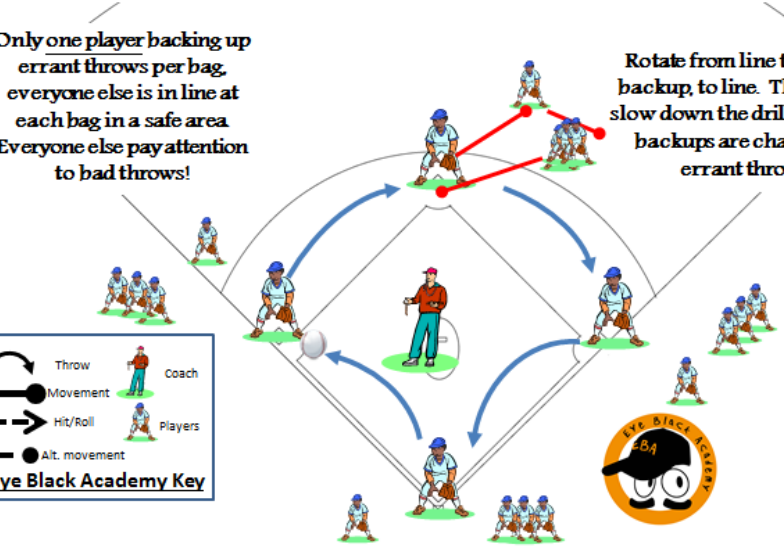 Only one player backing up
errant throws per bag,
everyone else is in line at
each bag in a safe area
Everyone else pay attention
to bad throws!
Rotate from line
backup, to line.
slow down the drill
backups are
errant
Throw
Coach
Movement
Hit/Roll
Players
Alt. movement
Eye Black Academy Key
Eye Black Academy
EBA